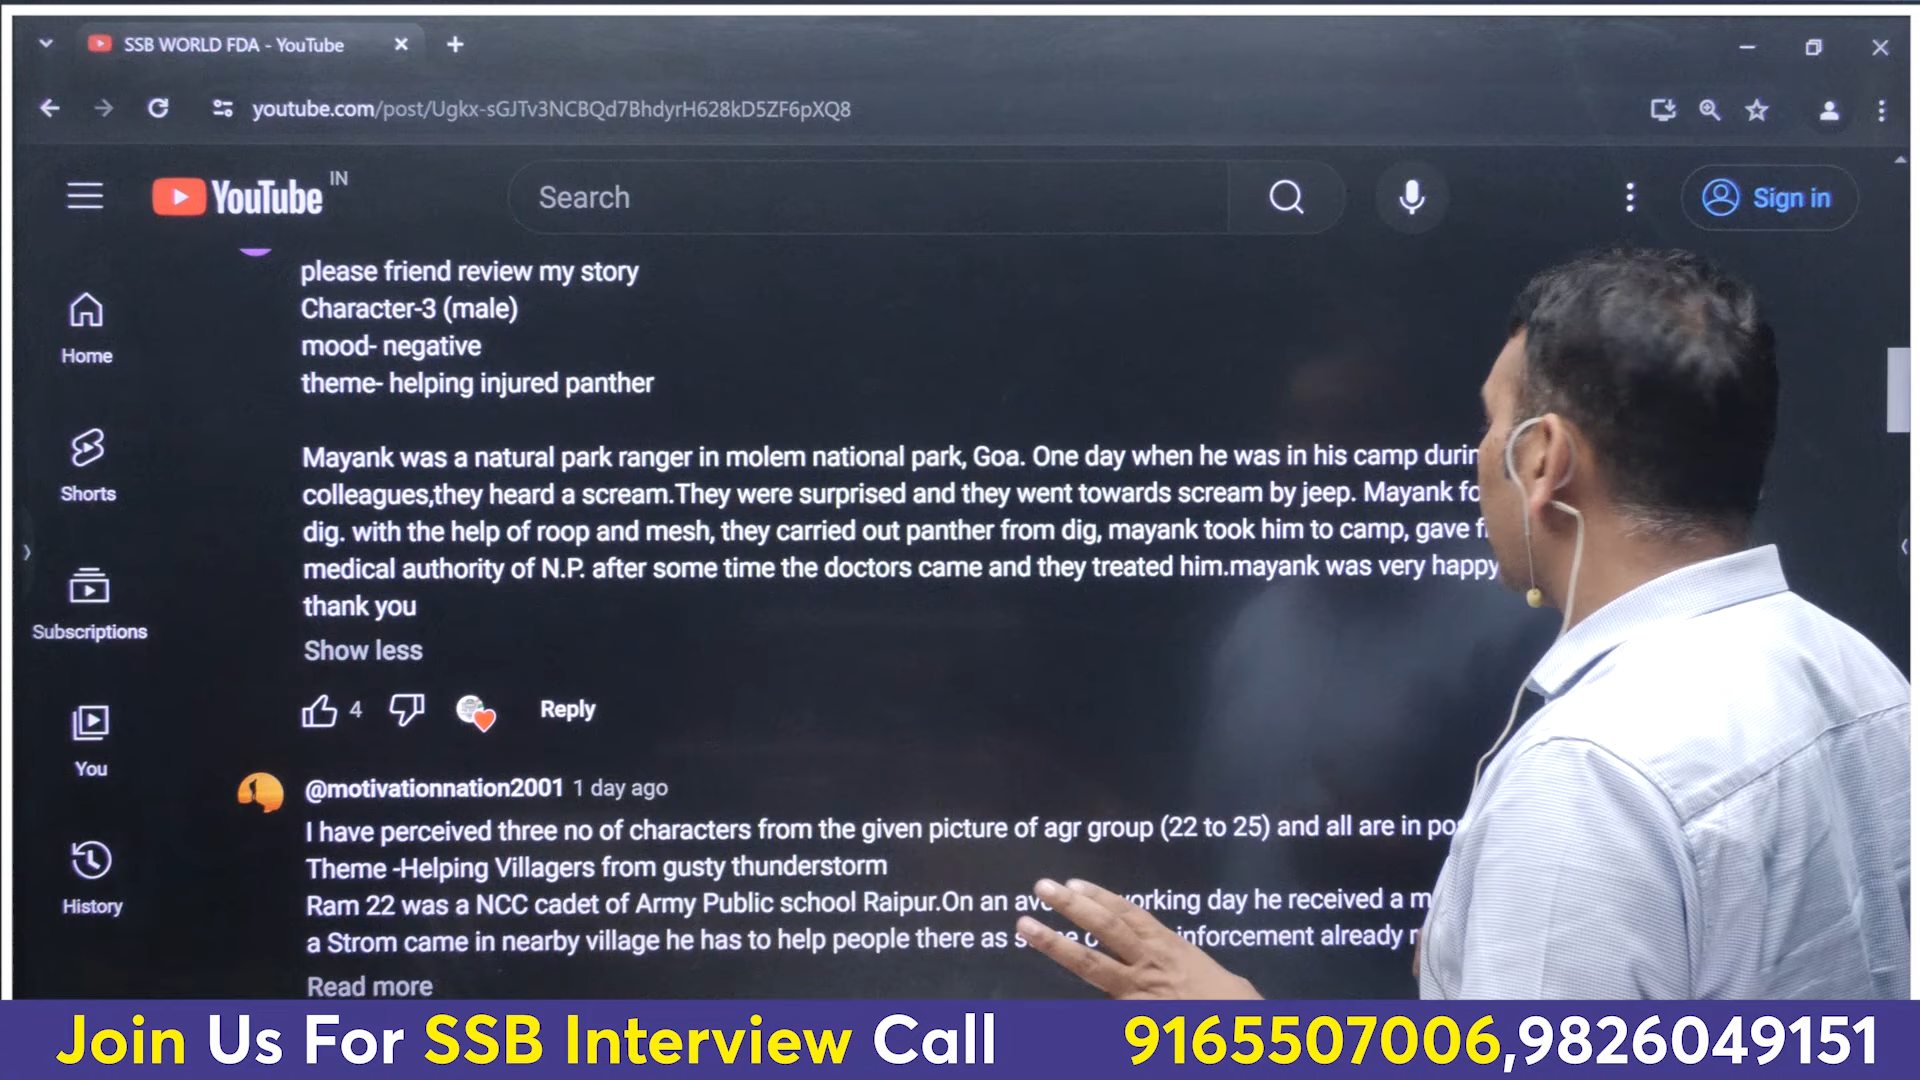 SSB WORLD FDA - YouTube
youtube.com/post/Ugkx-sGJTv3NCBQd7BhdyrH628kD5ZF6pXQ8
YouTube IN
Search
Sign in
Home
Shorts
Subscriptions
You
History
please friend review my story
Character-3 (male)
mood- negative
theme- helping injured panther
Mayank was a natural park ranger in molem national park, Goa. One day when he was in his camp
colleagues,they heard a scream.They were surprised and they went towards scream by jeep. Mayank
dig. with the help of roop and mesh, they carried out panther from dig, mayank took him to camp, gave
medical authority of N.P. after some time the doctors came and they treated him.mayank was very happy
thank you
Show less
4
Reply
@motivationnation2001 1 day ago
I have perceived three no of characters from the given picture of agr group (22 to 25) and all are in
Theme -Helping Villagers from gusty thunderstorm
Ram 22 was a NCC cadet of Army Public school Raipur.On an day he received a
a Strom came in nearby village he has to help people there as already
Read more
Join Us For SSB Interview Call 9165507006,9826049151